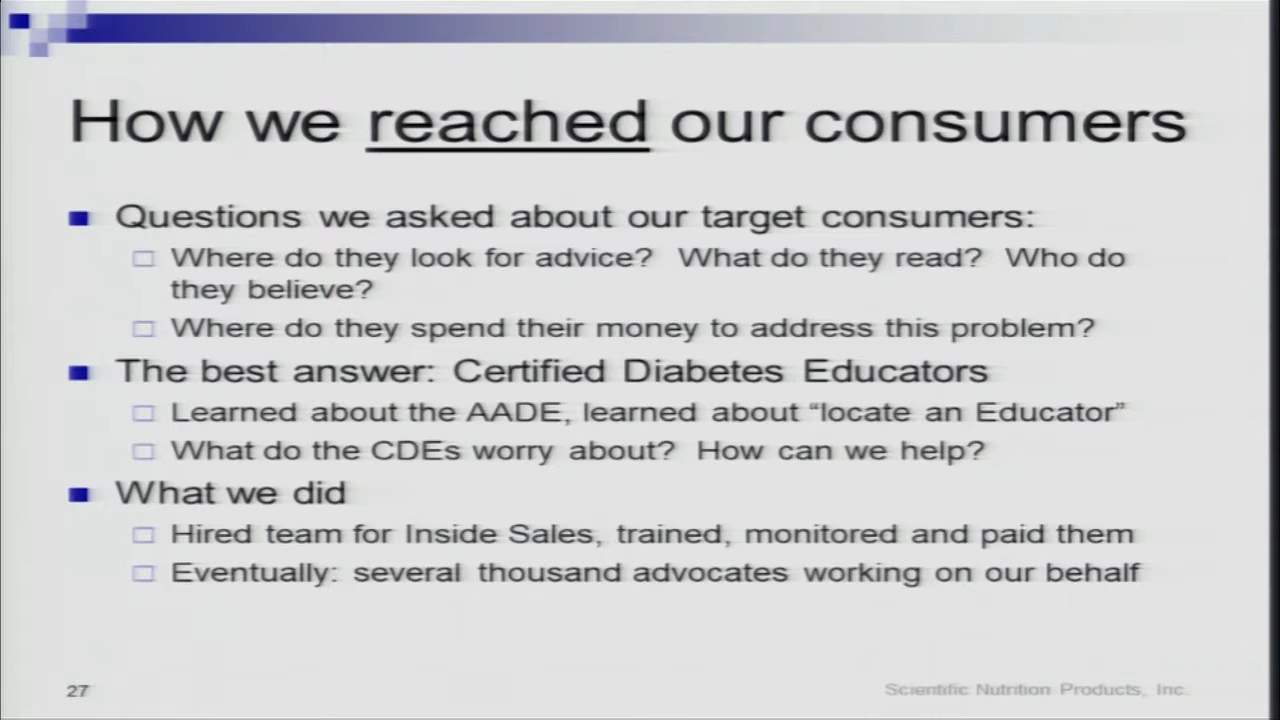 How we reached our consumers
Questions we asked about our target consumers:
Where do they look for advice? What do they read? Who do
they believe?
Where do they spend their money to address this problem?
The best answer: Certified Diabetes Educators
Learned about the AADE, learned about “locate an Educator”
What do the CDEs worry about? How can we help?
What we did
Hired team for Inside Sales, trained, monitored and paid them
Eventually: several thousand advocates working on our behalf
27
Scientific Nutrition Products, Inc.